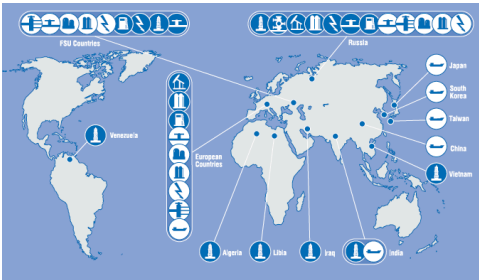 FSU Countries
Russia
Japan
South
Korea
Taiwan
China
Vietnam
Venezuela
European
Countries
Algeria
Libia
Iraq
India